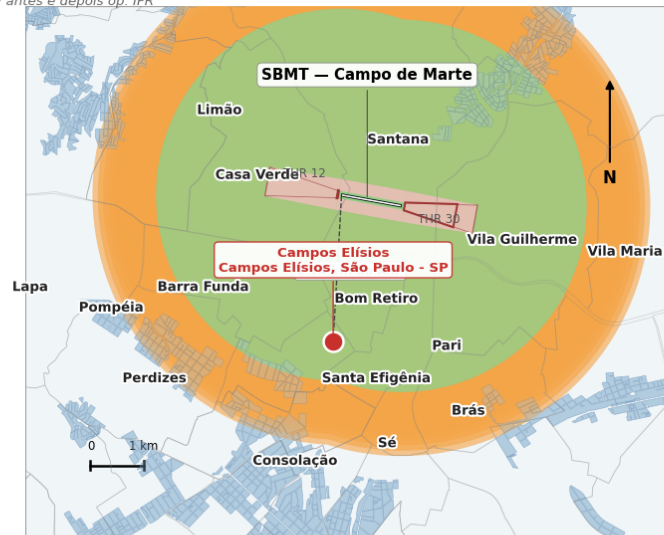 antes e depois op. IFR
SBMT — Campo de Marte
Limão
Santana
Casa Verde
THR 12
N
THR 30
Vila Guilherme
Vila Maria
Campos Elísios
Campos Elísios, São Paulo - SP
Lapa
Barra Funda
Bom Retiro
Pompéia
Pari
Perdizes
Santa Efigênia
Brás
Sé
0 1 km
Consolação